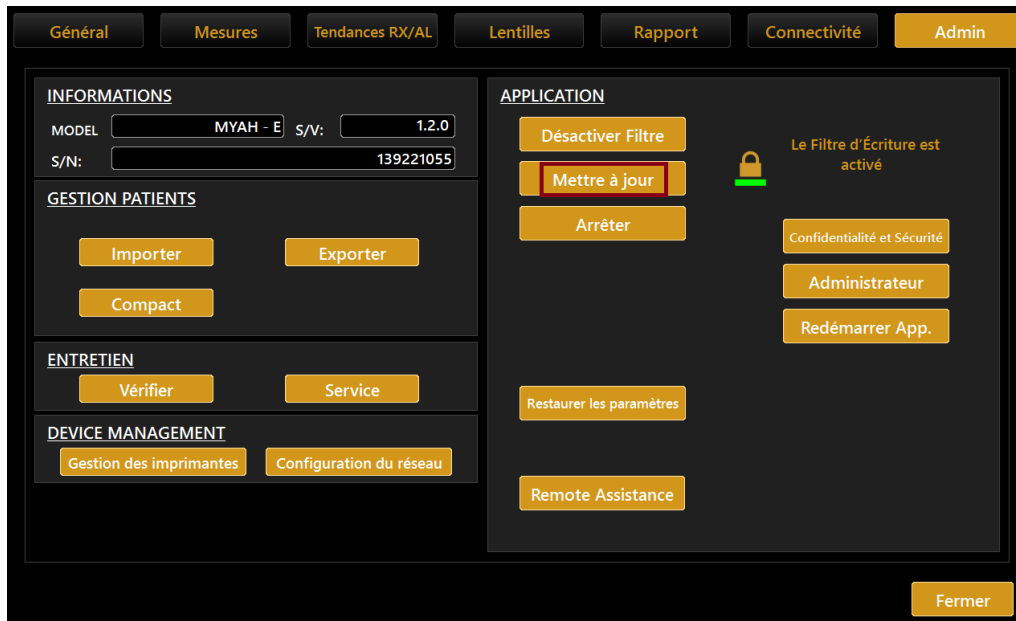 Général Mesures Tendances RX/AL Lentilles Rapport Connectivité Admin
INFORMATIONS
MODEL MYAH - E S/V: 1.2.0
S/N: 139221055
GESTION PATIENTS
Importer Exporter
Compact
ENTRETIEN
Vérifier Service
DEVICE MANAGEMENT
Gestion des imprimantes Configuration du réseau
APPLICATION
Désactiver Filtre
Mettre à jour
Arrêter
Le Filtre d'Écriture est
activé
Confidentialité et Sécurité
Administrateur
Redémarrer App.
Restaurer les paramètres
Remote Assistance
Fermer